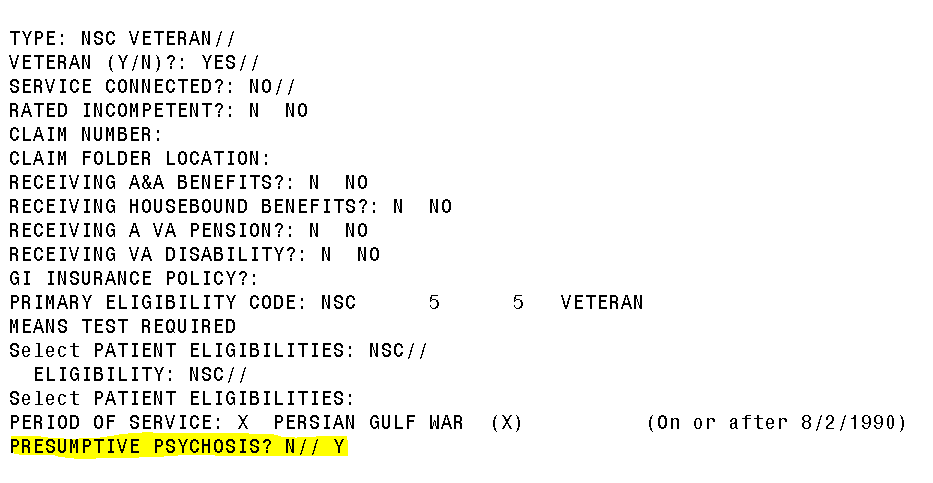 TYPE: NSC VETERAN//
VETERAN (Y/N)?: YES//
SERVICE CONNECTED?: NO//
RATED INCOMPETENT?: N  NO
CLAIM NUMBER:
CLAIM FOLDER LOCATION:
RECEIVING A&A BENEFITS?: N  NO
RECEIVING HOUSEBOUND BENEFITS?: N  NO
RECEIVING A VA PENSION?: N  NO
RECEIVING VA DISABILITY?: N  NO
GI INSURANCE POLICY?:
PRIMARY ELIGIBILITY CODE: NSC      5      5   VETERAN
MEANS TEST REQUIRED
Select PATIENT ELIGIBILITIES: NSC//
  ELIGIBILITY: NSC//
Select PATIENT ELIGIBILITIES:
PERIOD OF SERVICE: X  PERSIAN GULF WAR  (X)          (On or after 8/2/1990)
PRESUMPTIVE PSYCHOSIS? N// Y